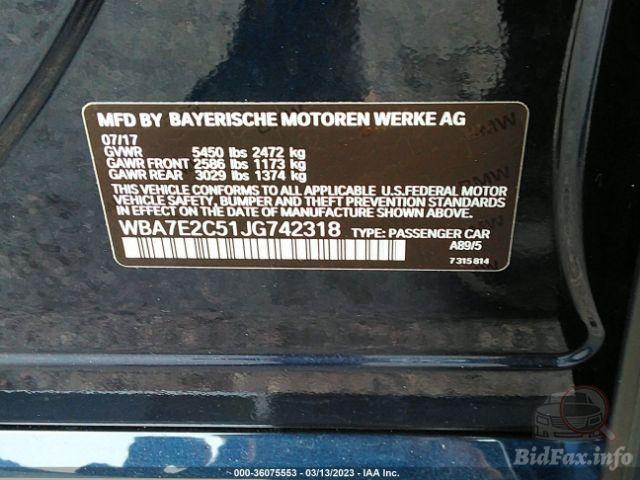 MFD BY BAYERISCHE MOTOREN WERKE AG
07/17
GVWR 5450 lbs 2472 kg
GAWR FRONT 2586 lbs 1173 kg
GAWR REAR 3029 lbs 1374 kg
THIS VEHICLE CONFORMS TO ALL APPLICABLE U.S.FEDERAL MOTOR
VEHICLE SAFETY, BUMPER AND THEFT PREVENTION STANDARDS
IN EFFECT ON THE DATE OF MANUFACTURE SHOWN ABOVE.
WBA7E2C51JG742318 TYPE: PASSENGER CAR
A89/5
7 315 814
BidFax.info
000-36075553 - 03/13/2023 - IAA Inc.